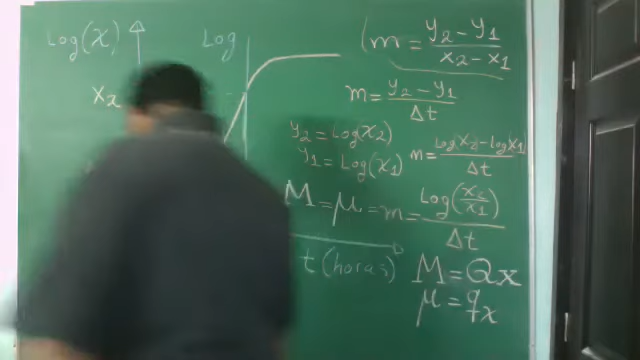 Log(X)
Log
X₂
m = y₂ - y₁ / x₂ - x₁
m = y₂ - y₁ / Δt
y₂ = Log(x₂)
y₁ = Log(x₁)
m = Log x₂ - Log x₁ / Δt
M = μ = m = Log(x₂/x₁) / Δt
t (horas)
M = Qx
μ = qx